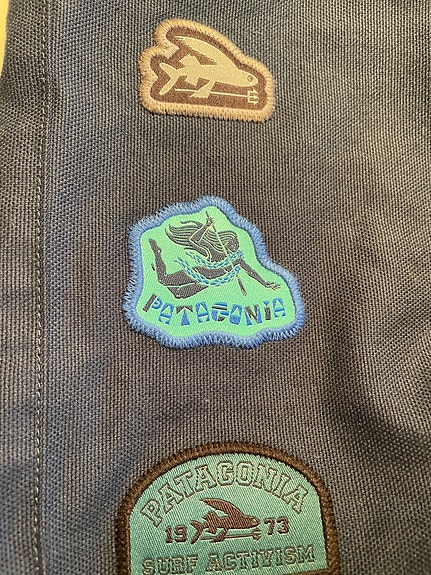 PATAGONIA
PATAGONIA
19 73
SURF ACTIVISM